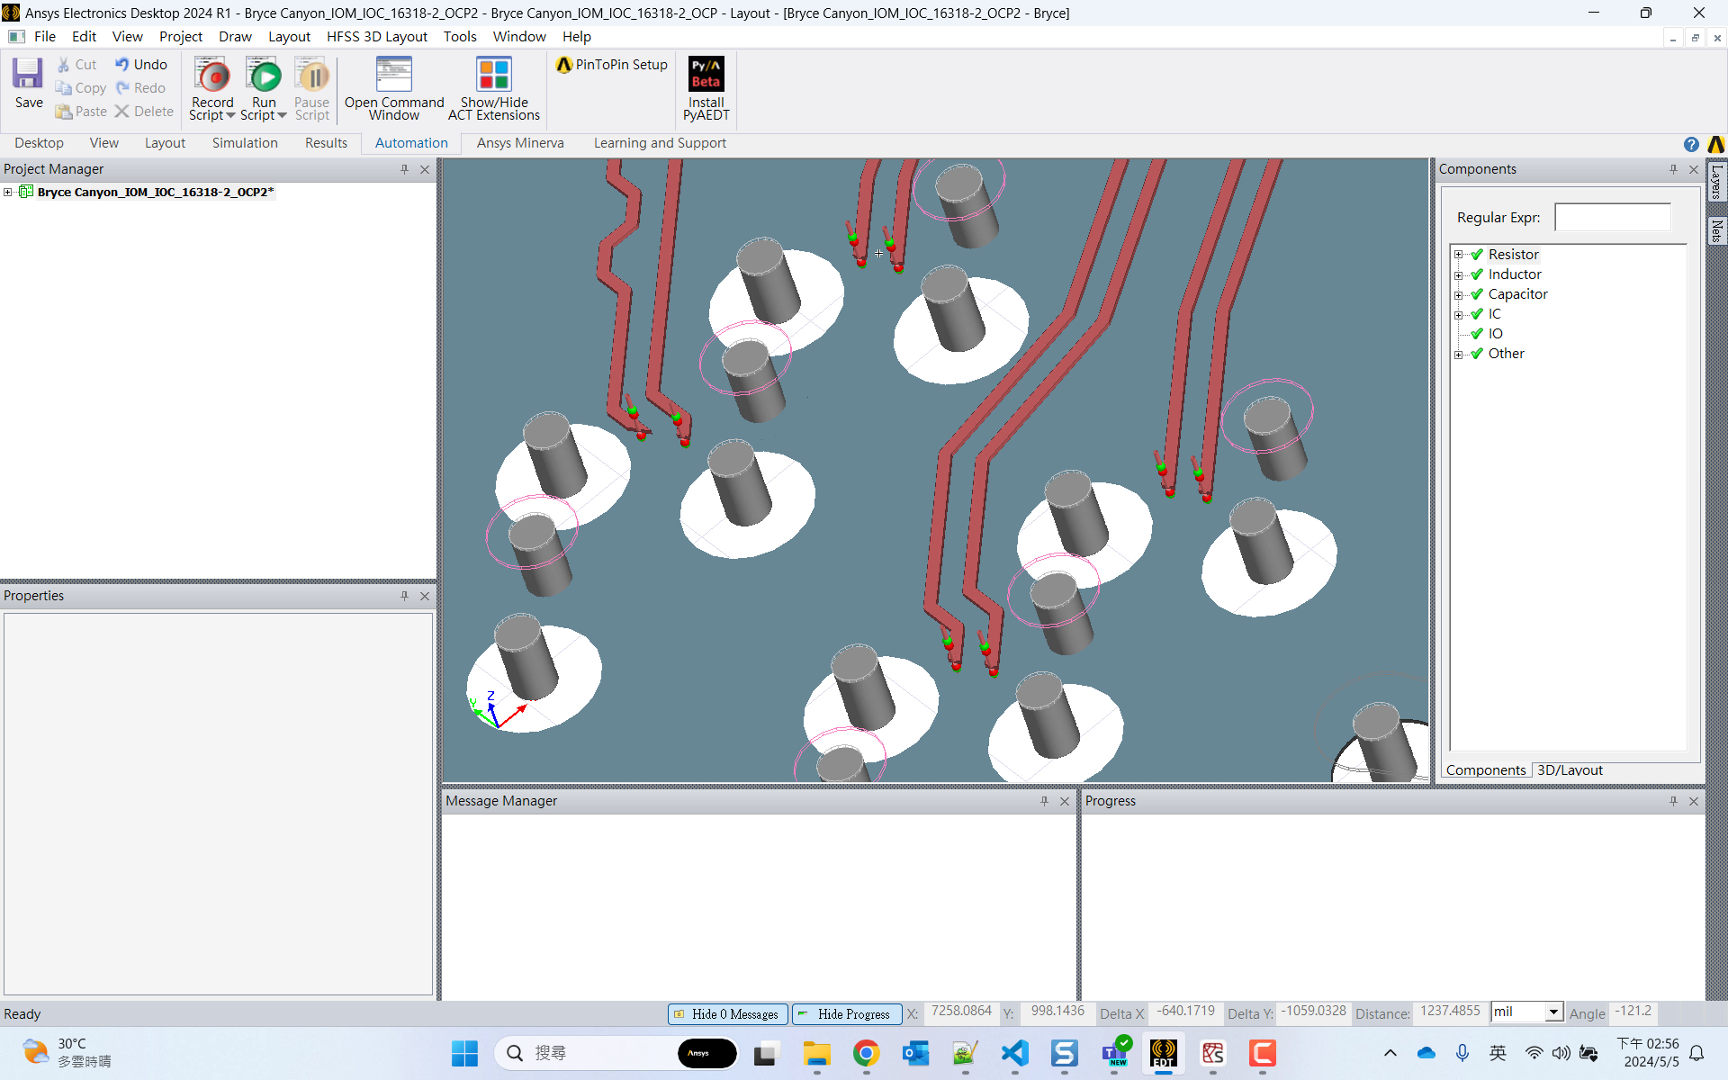 Ansys Electronics Desktop 2024 R1 - Bryce Canyon_IOM_IOC_16318-2_OCP2 - Bryce Canyon_IOM_IOC_16318-2_OCP - Layout - [Bryce Canyon_IOM_IOC_16318-2_OCP2 - Bryce]
File Edit View Project Draw Layout HFSS 3D Layout Tools Window Help
Save
Cut
Copy
Paste
Undo
Redo
Delete
Record Script
Run Script
Pause Script
Open Command Window
Show/Hide ACT Extensions
PinToPin Setup
Py/Λ Beta
Install PyAEDT
Desktop View Layout Simulation Results Automation Ansys Minerva Learning and Support
Project Manager
Bryce Canyon_IOM_IOC_16318-2_OCP2*
Properties
Z
Y
Components
Regular Expr:
Resistor
Inductor
Capacitor
IC
IO
Other
Components 3D/Layout
Layers
Nets
Message Manager
Progress
Ready
Hide 0 Messages Hide Progress X: 7258.0864 Y: 998.1436 Delta X -640.1719 Delta Y: -1059.0328 Distance: 1237.4855 mil Angle -121.2
30°C
多雲時晴
搜尋
Ansys
NEW
EDT
英
下午 02:56
2024/5/5